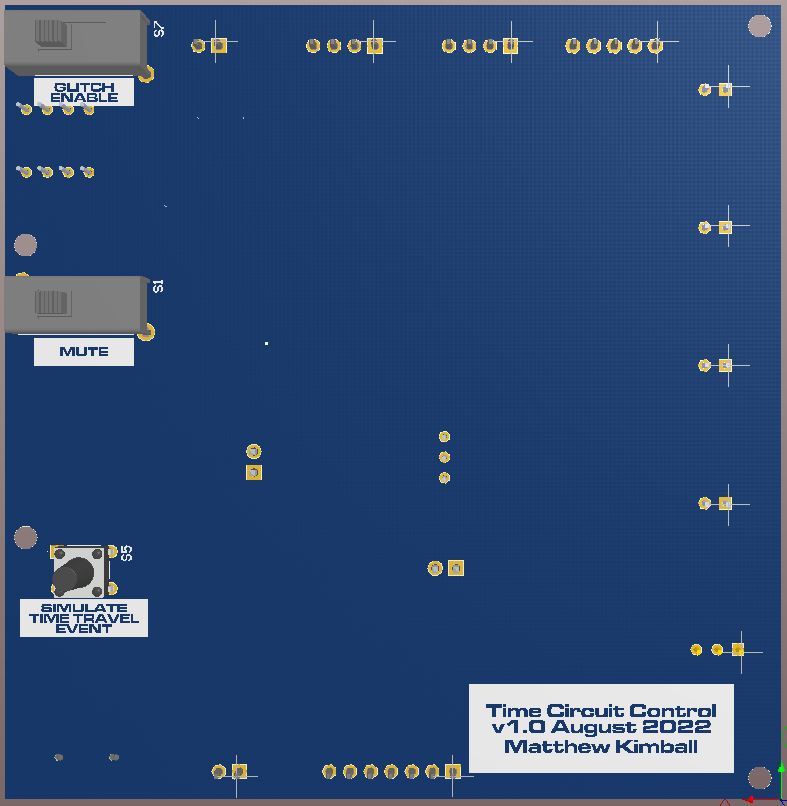 S7
GLITCH
ENABLE
S1
MUTE
S5
SIMULATE
TIME TRAVEL
EVENT
Time Circuit Control
v1.0 August 2022
Matthew Kimball